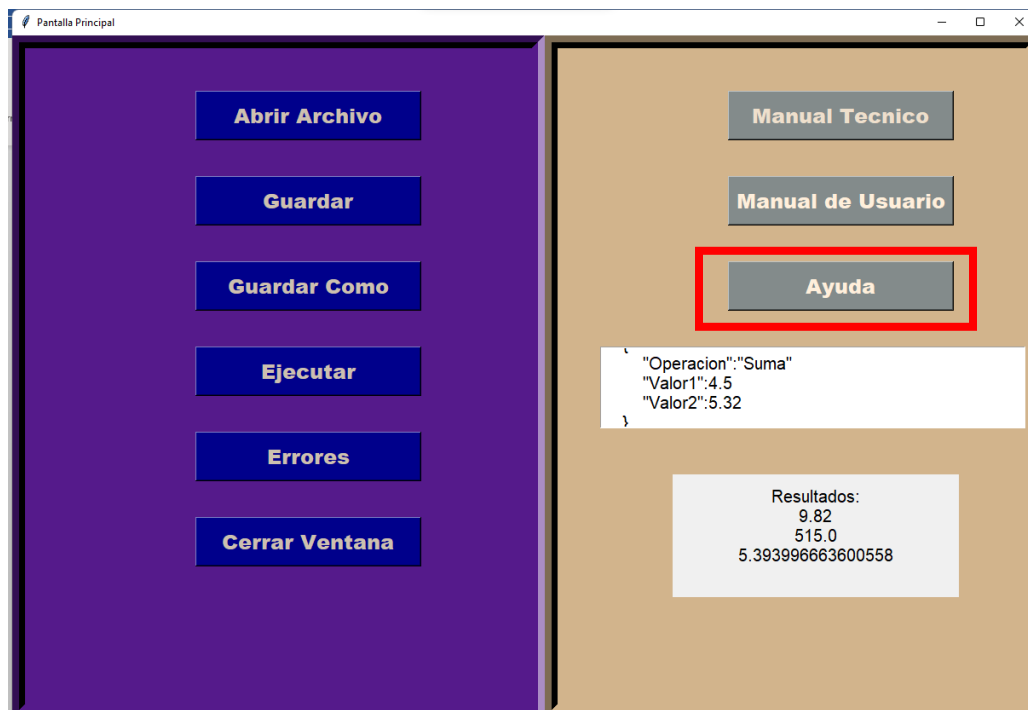 Pantalla Principal
Abrir Archivo
Guardar
Guardar Como
Ejecutar
Errores
Cerrar Ventana
Manual Tecnico
Manual de Usuario
Ayuda
{
"Operacion":"Suma"
"Valor1":4.5
"Valor2":5.32
}
Resultados:
9.82
515.0
5.393996663600558